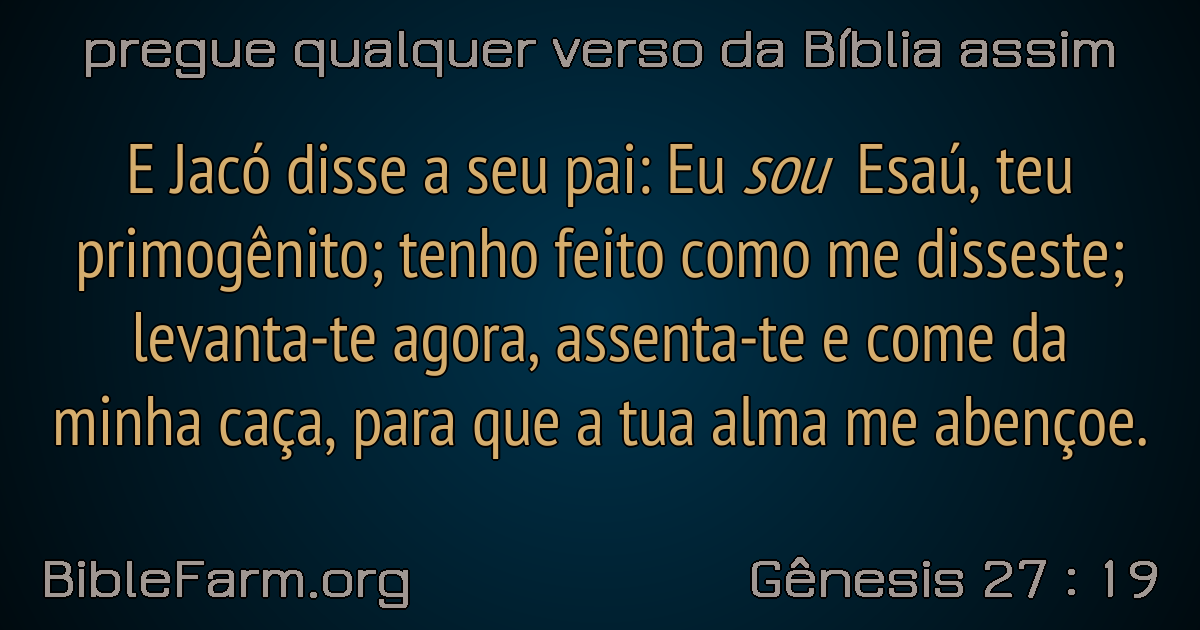 pregue qualquer verso da Bíblia assim
E Jacó disse a seu pai: Eu sou Esaú, teu
primogênito; tenho feito como me disseste;
levanta-te agora, assenta-te e come da
minha caça, para que a tua alma me abençoe.
BibleFarm.org
Gênesis 27 : 19